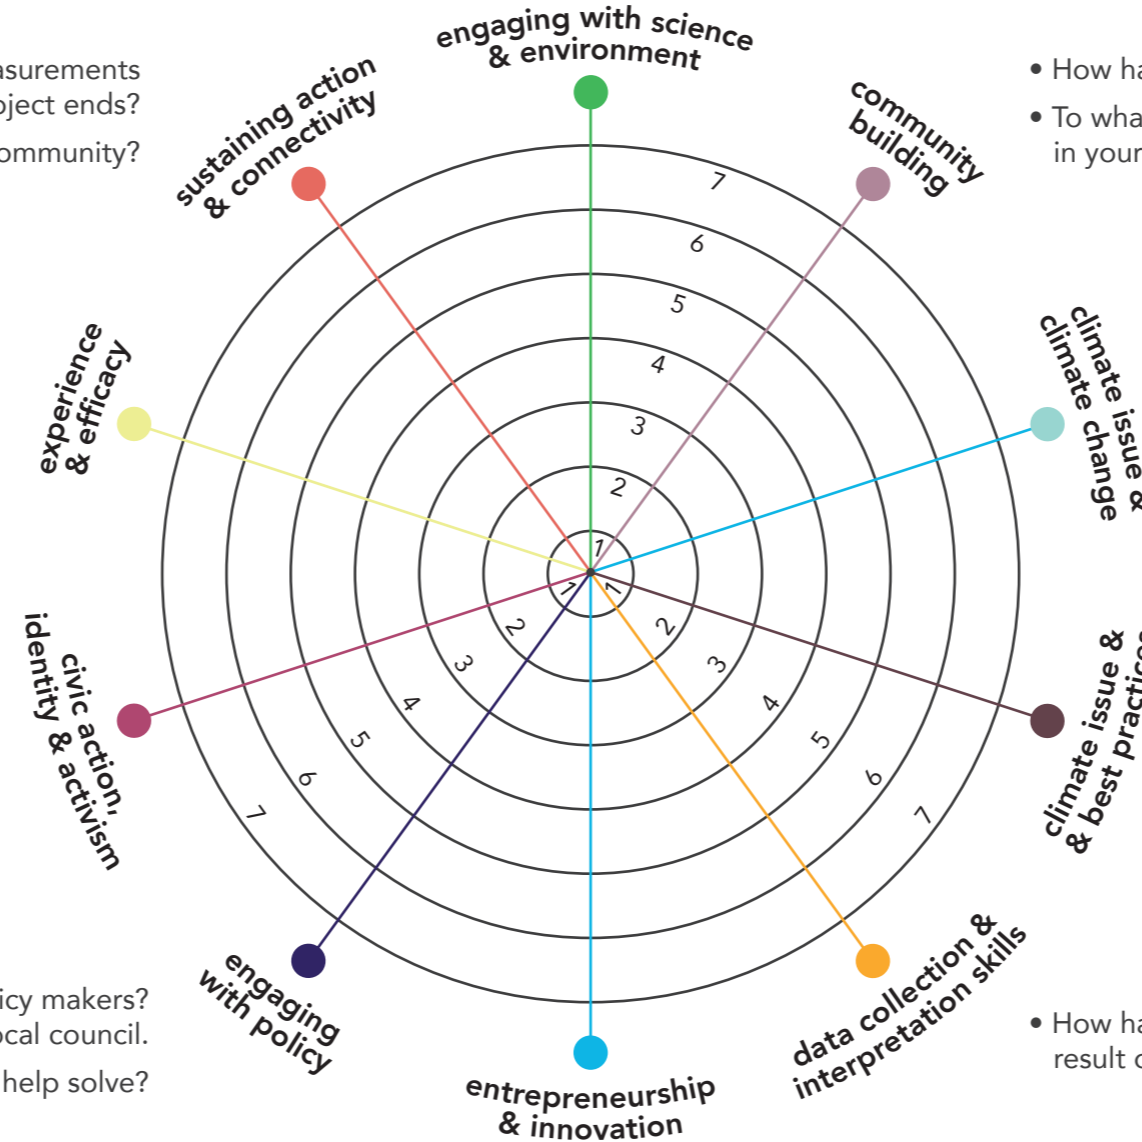 engaging with science
& environment
asurements
oject ends?
ommunity?
sustaining action
& connectivity
community
building
• How ha
• To wha
in your
experience
& efficacy
climate issue &
climate change
7
6
5
4
3
2
1
1
1
2
2
3
3
4
4
5
5
6
6
7
7
civic action,
identity & activism
climate issue &
& best practices
icy makers?
ocal council.
help solve?
engaging
with policy
data collection &
interpretation skills
• How ha
result o
entrepreneurship
& innovation